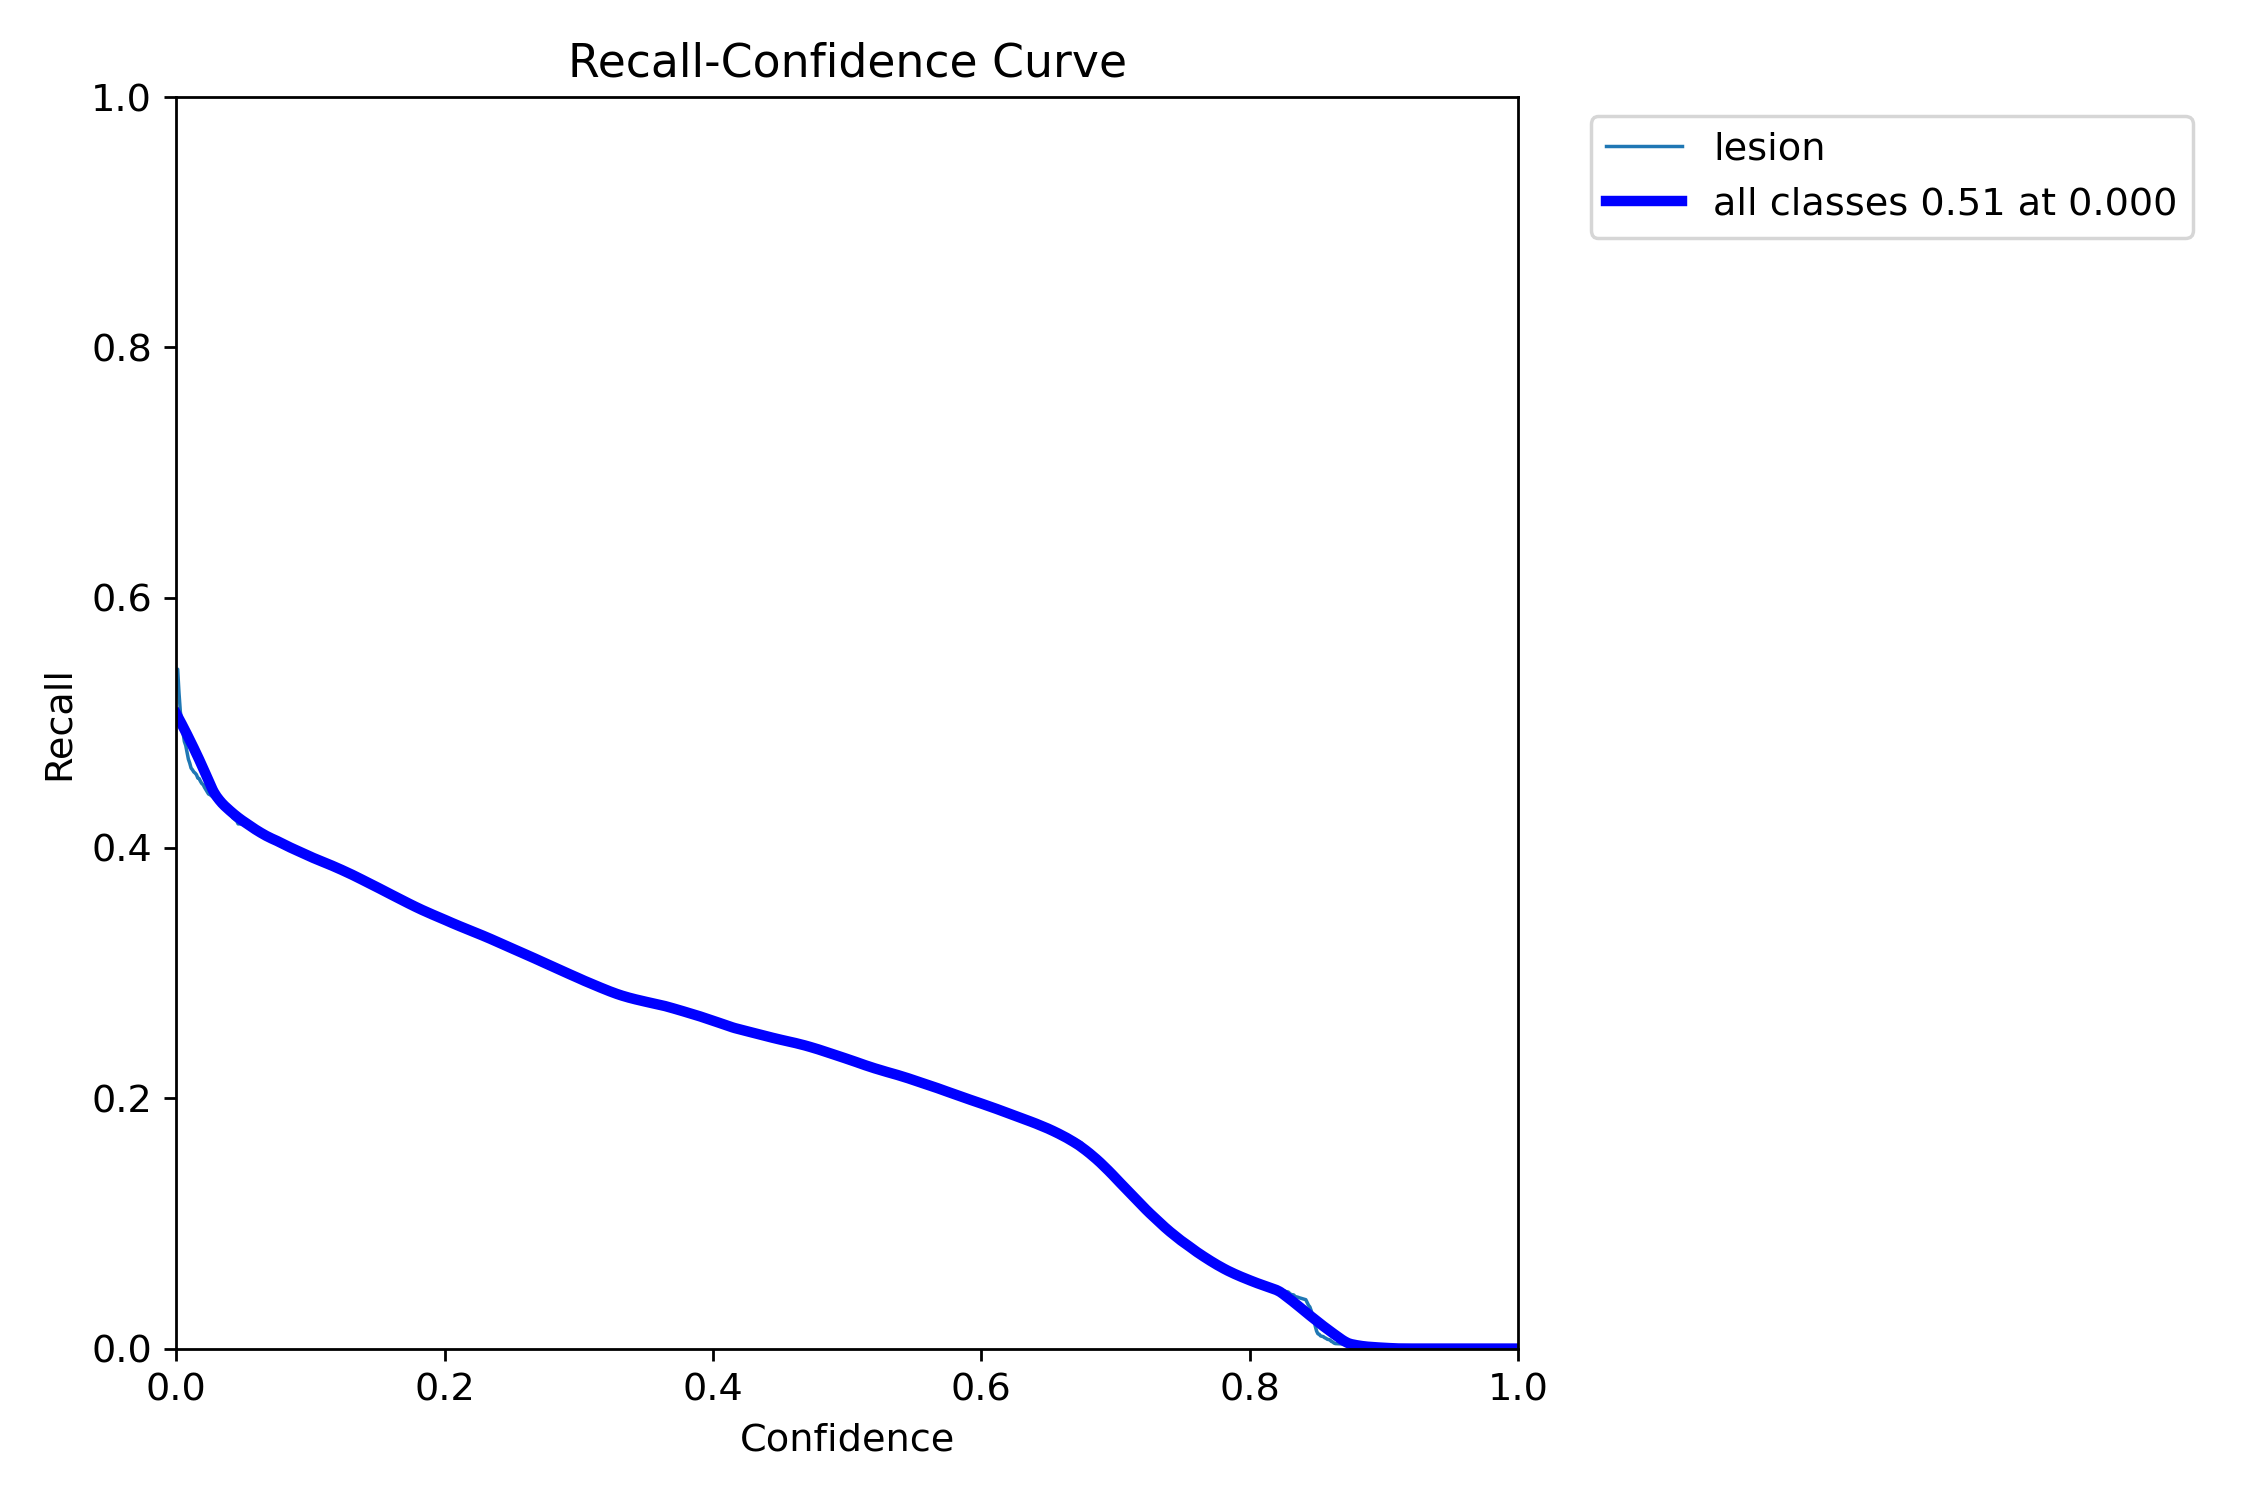 Recall-Confidence Curve
lesion
all classes 0.51 at 0.000
Recall
1.0
0.8
0.6
0.4
0.2
0.0
0.0 0.2 0.4 0.6 0.8 1.0
Confidence